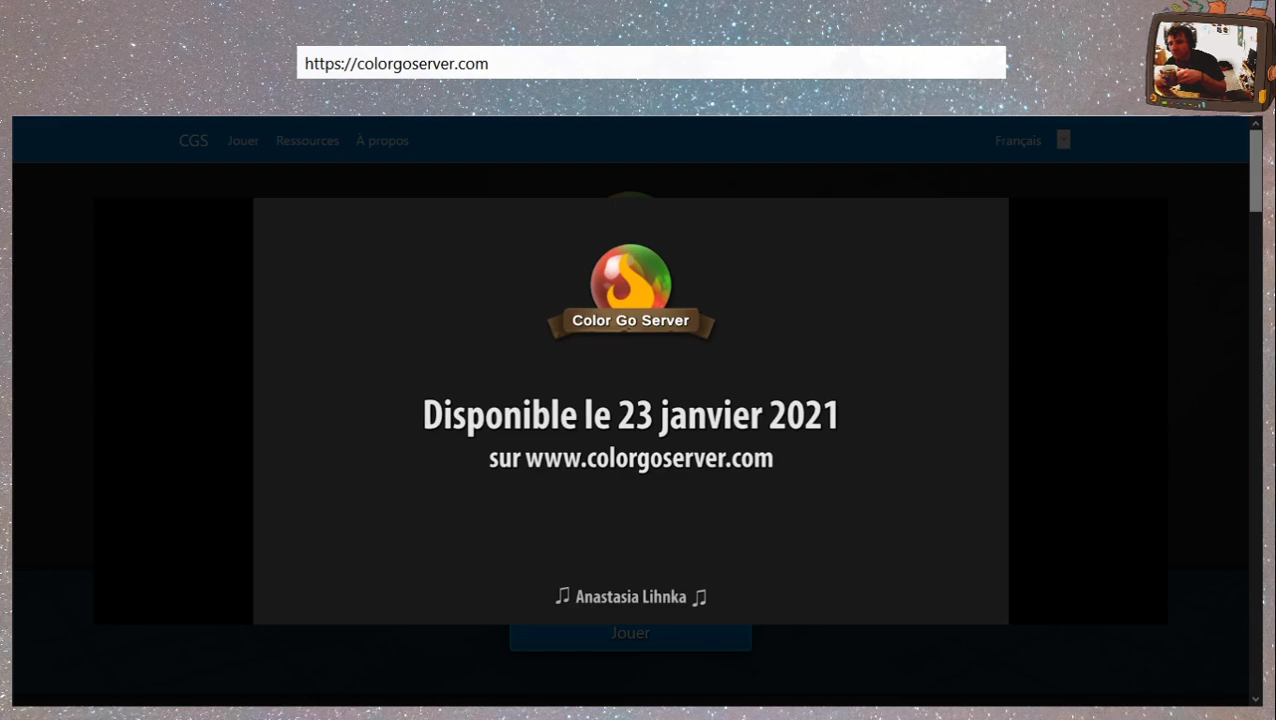 https://colorgoserver.com
CGS Jouer Ressources À propos Français
Color Go Server
Disponible le 23 janvier 2021
sur www.colorgoserver.com
♫ Anastasia Lihnka ♫
Jouer